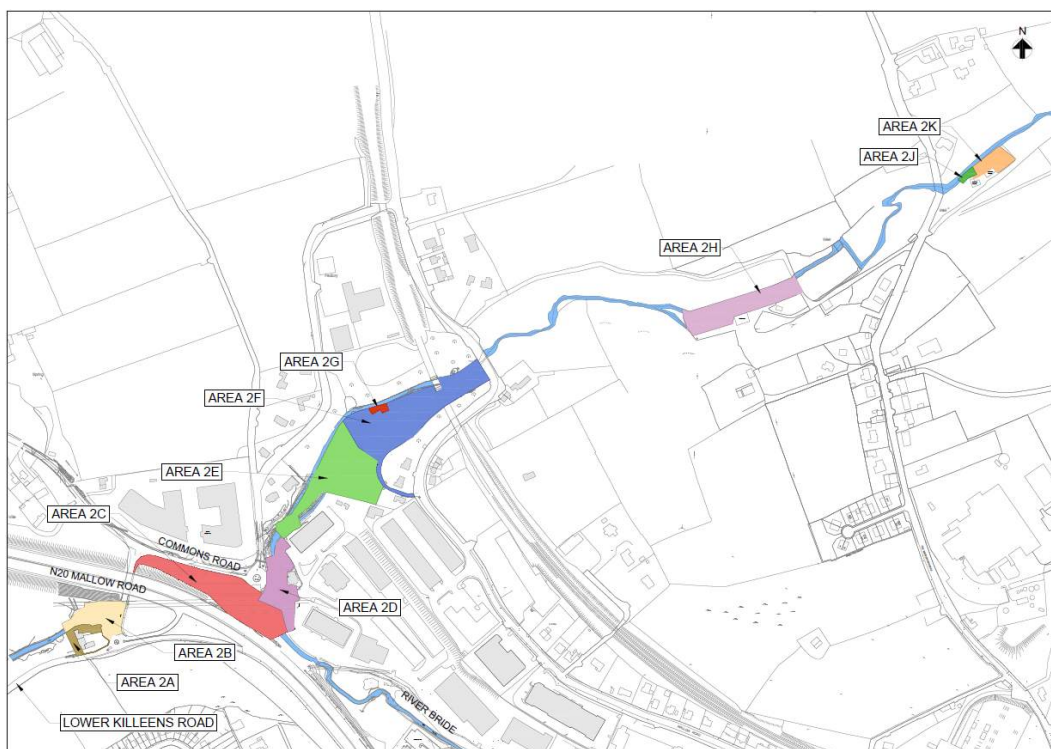 N
AREA 2K
AREA 2J
AREA 2H
AREA 2G
AREA 2F
AREA 2E
AREA 2C
COMMONS ROAD
N20 MALLOW ROAD
AREA 2D
AREA 2B
AREA 2A
RIVER BRIDE
LOWER KILLEENS ROAD